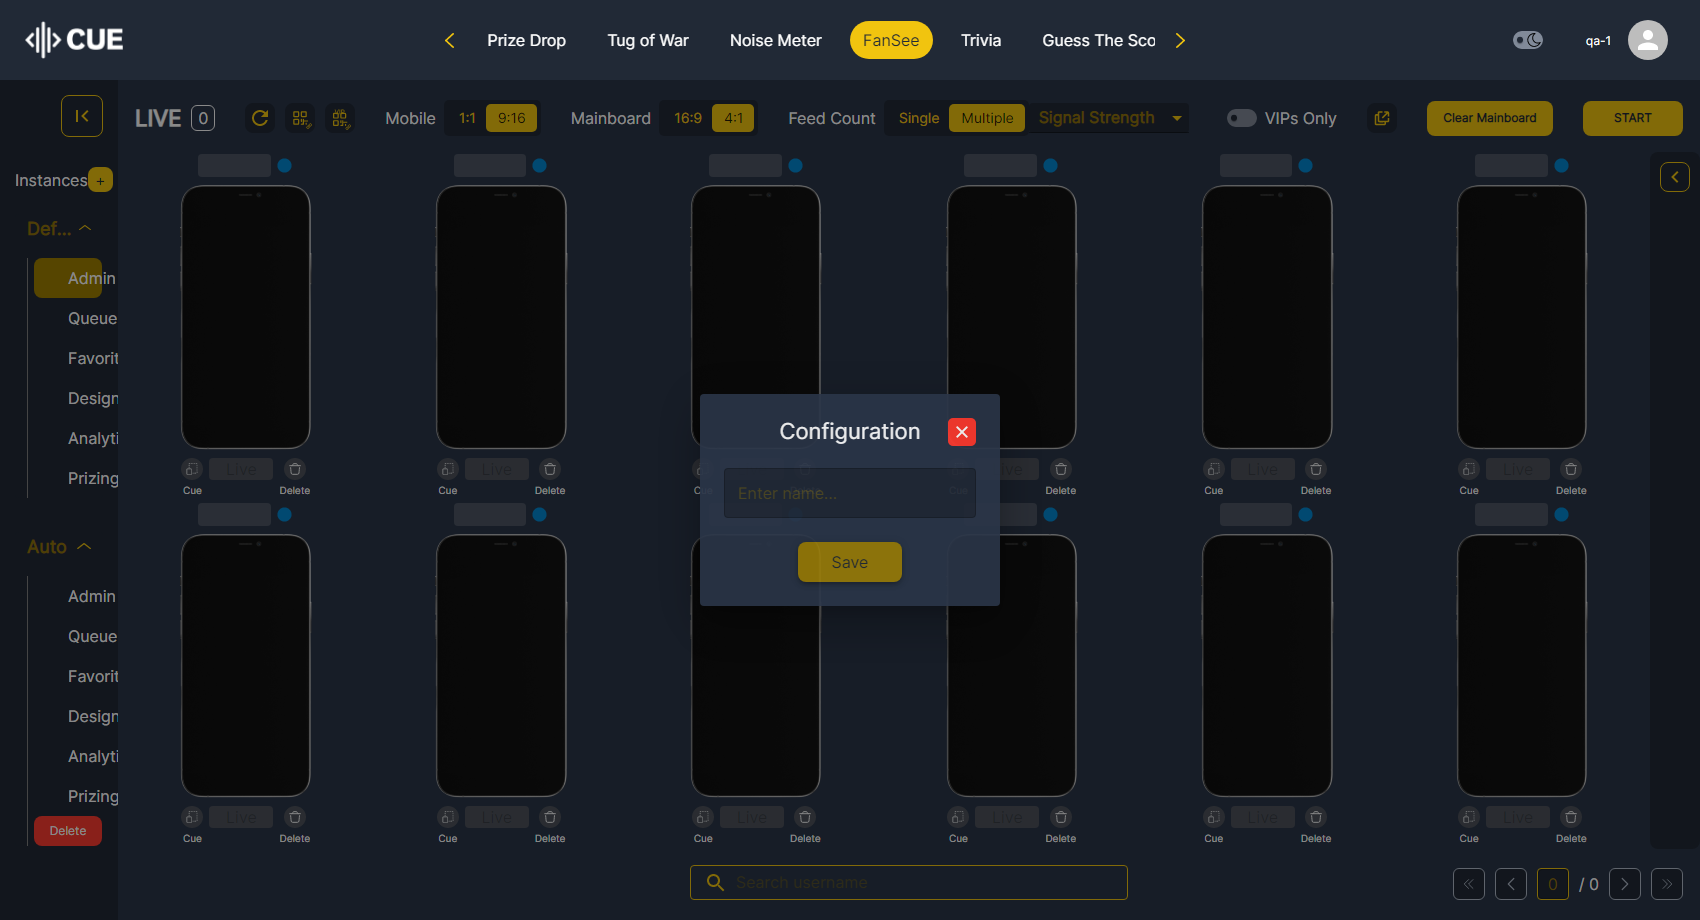 CUE
Prize Drop
Tug of War
Noise Meter
FanSee
Trivia
Guess The Sco
qa-1
LIVE 0
Mobile 1:1 9:16
Mainboard 16:9 4:1
Feed Count Single Multiple
Signal Strength
VIPs Only
Clear Mainboard
START
Instances +
Def...
Admin
Queue
Favorit
Design
Analyti
Prizing
Auto
Admin
Queue
Favorit
Design
Analyti
Prizing
Delete
Live Live Live Live Live
Cue Delete Cue Delete Cue Cue Delete Cue Delete Cue Delete
Configuration
Enter name...
Save
Live Live Live Live Live Live
Cue Delete Cue Delete Cue Delete Cue Delete Cue Delete Cue Delete
Search username
0 / 0